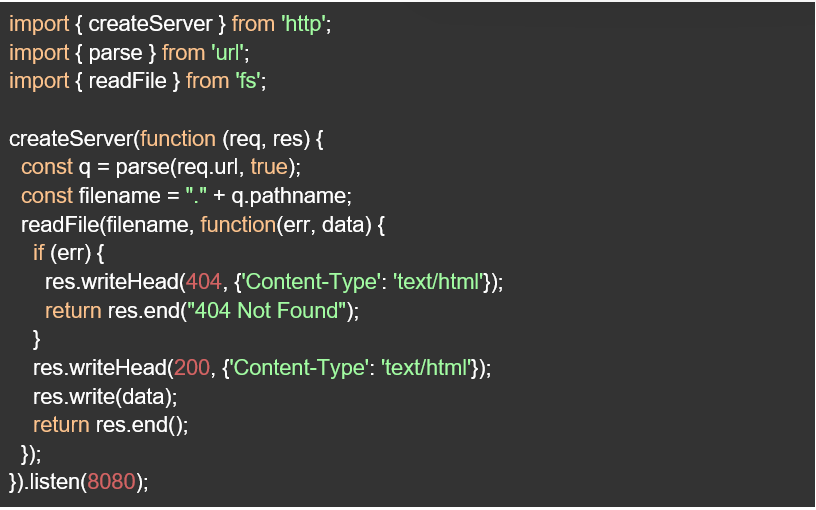 import { createServer } from 'http';
import { parse } from 'url';
import { readFile } from 'fs';

createServer(function (req, res) {
  const q = parse(req.url, true);
  const filename = "." + q.pathname;
  readFile(filename, function(err, data) {
    if (err) {
      res.writeHead(404, {'Content-Type': 'text/html'});
      return res.end("404 Not Found");
    }
    res.writeHead(200, {'Content-Type': 'text/html'});
    res.write(data);
    return res.end();
  });
}).listen(8080);